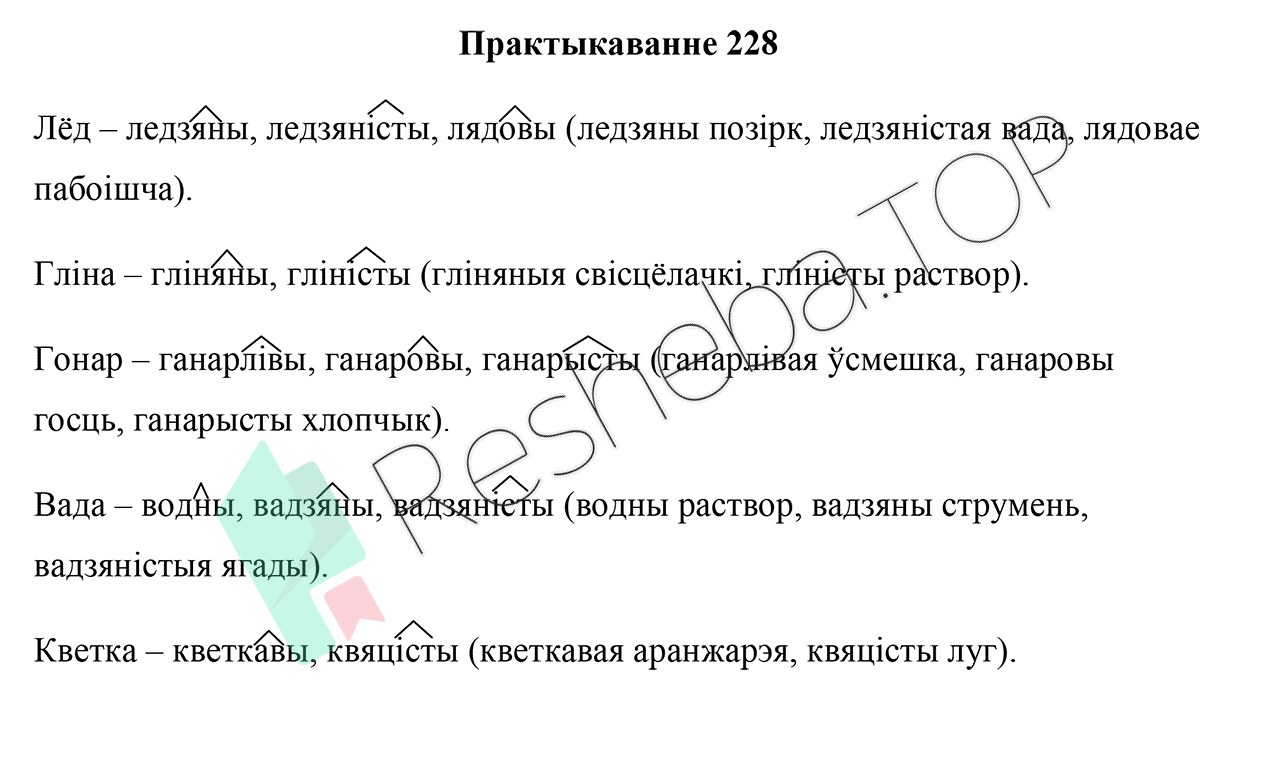 Практыкаванне 228
Лёд – ледзяны, ледзяністы, лядовы (ледзяны позірк, ледзяністая вада, лядовае
пабоішча).
Гліна – гліняны, гліністы (гліняныя свісцёлачкі, гліністы раствор).
Гонар – ганарлівы, ганаровы, ганарысты (ганарлівая ўсмешка, ганаровы
госць, ганарысты хлопчык).
Вада – водны, вадзяны, вадзяністы (водны раствор, вадзяны струмень,
вадзяністыя ягады).
Кветка – кветкавы, квяцісты (кветкавая аранжарэя, квяцісты луг).
Resheba.TOP